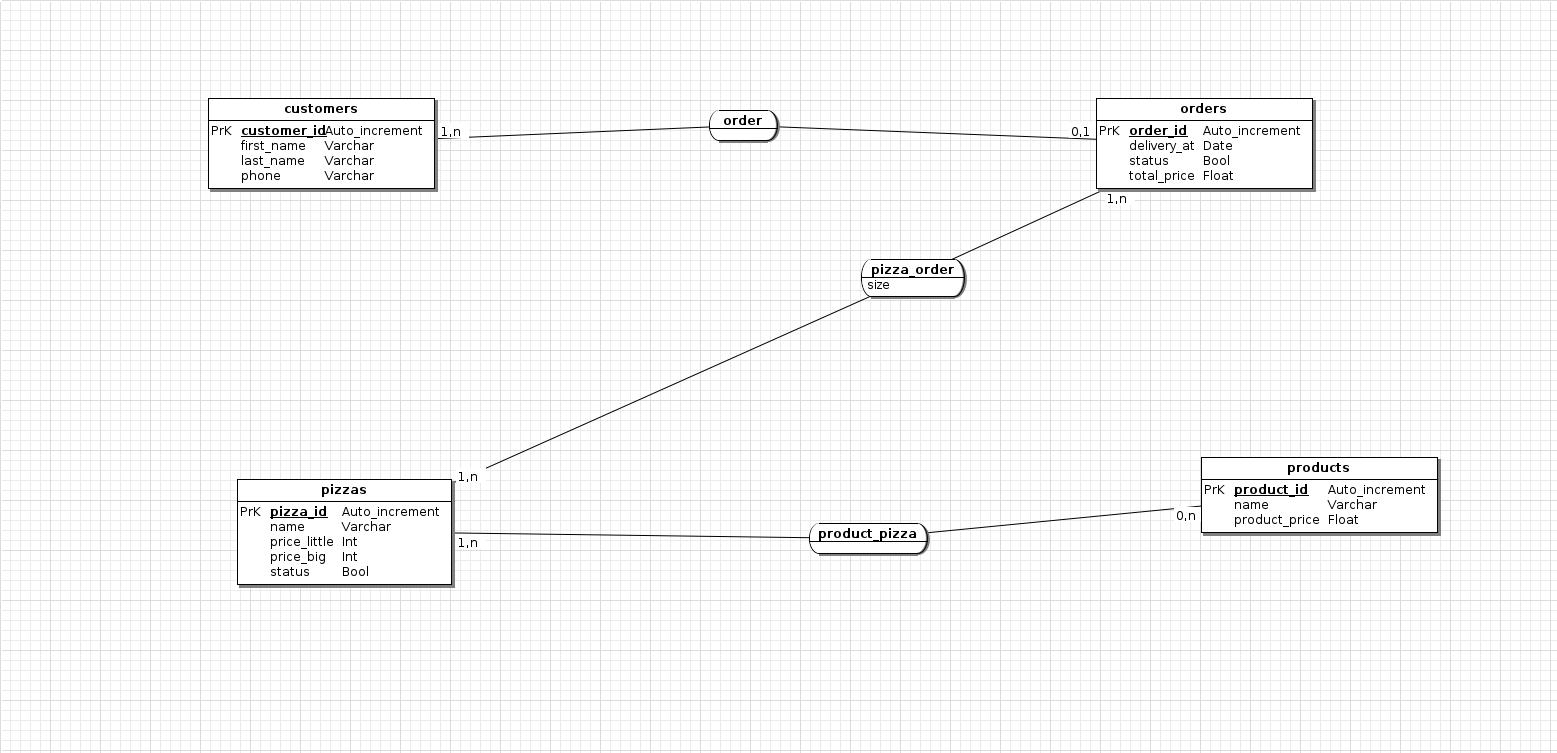 customers
PrK customer_id Auto_increment
first_name Varchar
last_name Varchar
phone Varchar
1,n
order
0,1
orders
PrK order_id Auto_increment
delivery_at Date
status Bool
total_price Float
1,n
pizza_order
size
1,n
pizzas
PrK pizza_id Auto_increment
name Varchar
price_little Int
price_big Int
status Bool
1,n
product_pizza
0,n
products
PrK product_id Auto_increment
name Varchar
product_price Float